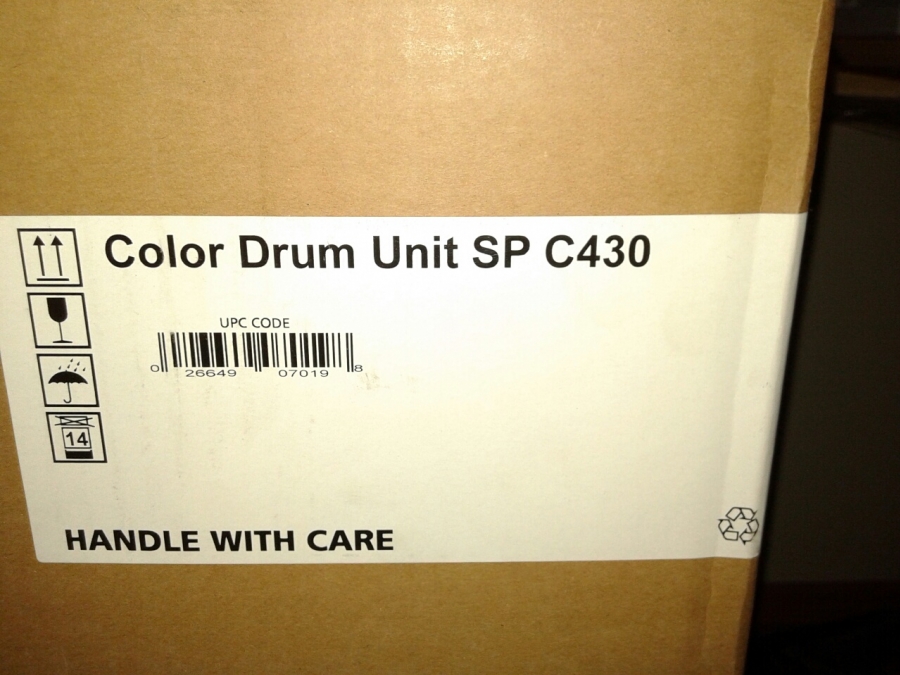 Color Drum Unit SP C430
UPC CODE
0 26649 07019 8
14
HANDLE WITH CARE